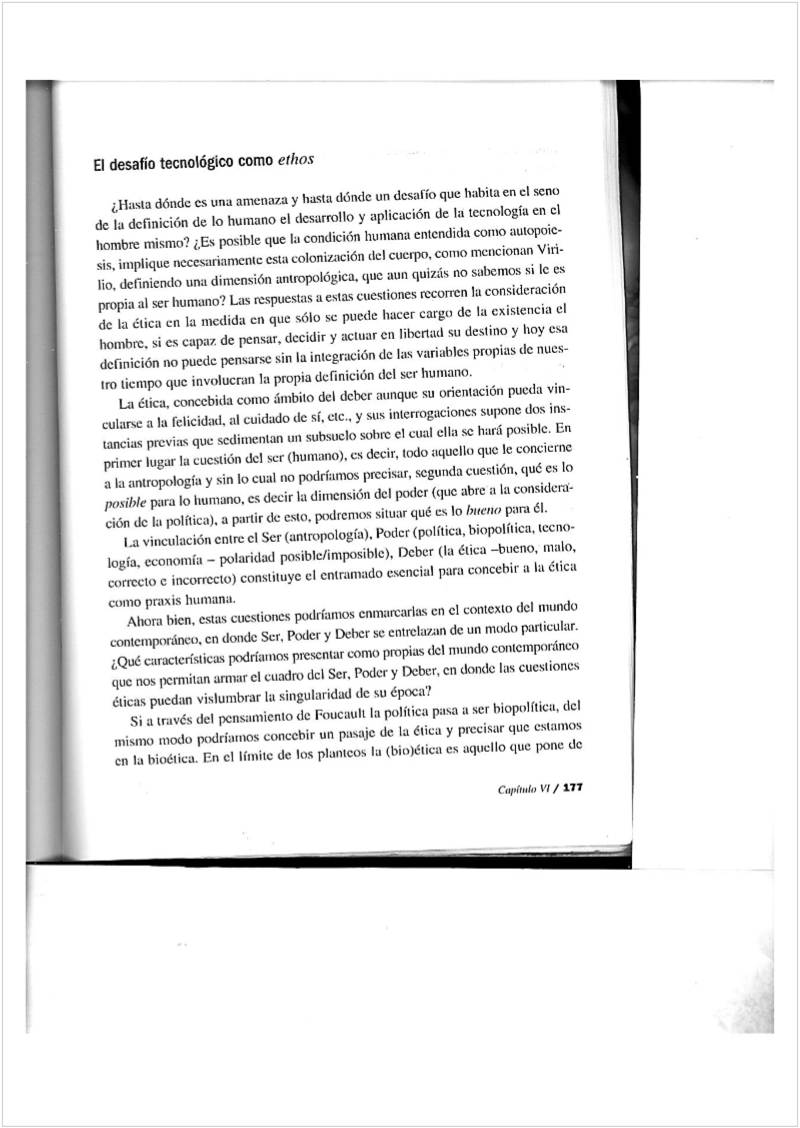 El desafío tecnológico como ethos
¿Hasta dónde es una amenaza y hasta dónde un desafío que habita en el seno
de la definición de lo humano el desarrollo y aplicación de la tecnología en el
hombre mismo? ¿Es posible que la condición humana entendida como autopoie-
sis, implique necesariamente esta colonización del cuerpo, como mencionan Viri-
lio, definiendo una dimensión antropológica, que aun quizás no sabemos si le es
propia al ser humano? Las respuestas a estas cuestiones recorren la consideración
de la ética en la medida en que sólo se puede hacer cargo de la existencia el
hombre, si es capaz de pensar, decidir y actuar en libertad su destino y hoy esa
definición no puede pensarse sin la integración de las variables propias de nues-
tro tiempo que involucran la propia definición del ser humano.
La ética, concebida como ámbito del deber aunque su orientación pueda vin-
cularse a la felicidad, al cuidado de sí, etc., y sus interrogaciones supone dos ins-
tancias previas que sedimentan un subsuelo sobre el cual ella se hará posible. En
primer lugar la cuestión del ser (humano), es decir, todo aquello que le concierne
a la antropología y sin lo cual no podríamos precisar, segunda cuestión, qué es lo
posible para lo humano, es decir la dimensión del poder (que abre a la considera-
ción de la política), a partir de esto, podremos situar qué es lo bueno para él.
La vinculación entre el Ser (antropología), Poder (política, biopolítica, tecno-
logía, economía – polaridad posible/imposible), Deber (la ética –bueno, malo,
correcto e incorrecto) constituye el entramado esencial para concebir a la ética
como praxis humana.
Ahora bien, estas cuestiones podríamos enmarcarlas en el contexto del mundo
contemporáneo, en donde Ser, Poder y Deber se entrelazan de un modo particular.
¿Qué características podríamos presentar como propias del mundo contemporáneo
que nos permitan armar el cuadro del Ser, Poder y Deber, en donde las cuestiones
éticas puedan vislumbrar la singularidad de su época?
Si a través del pensamiento de Foucault la política pasa a ser biopolítica, del
mismo modo podríamos concebir un pasaje de la ética y precisar que estamos
en la bioética. En el límite de los planteos la (bio)ética es aquello que pone de
Capítulo VI / 177